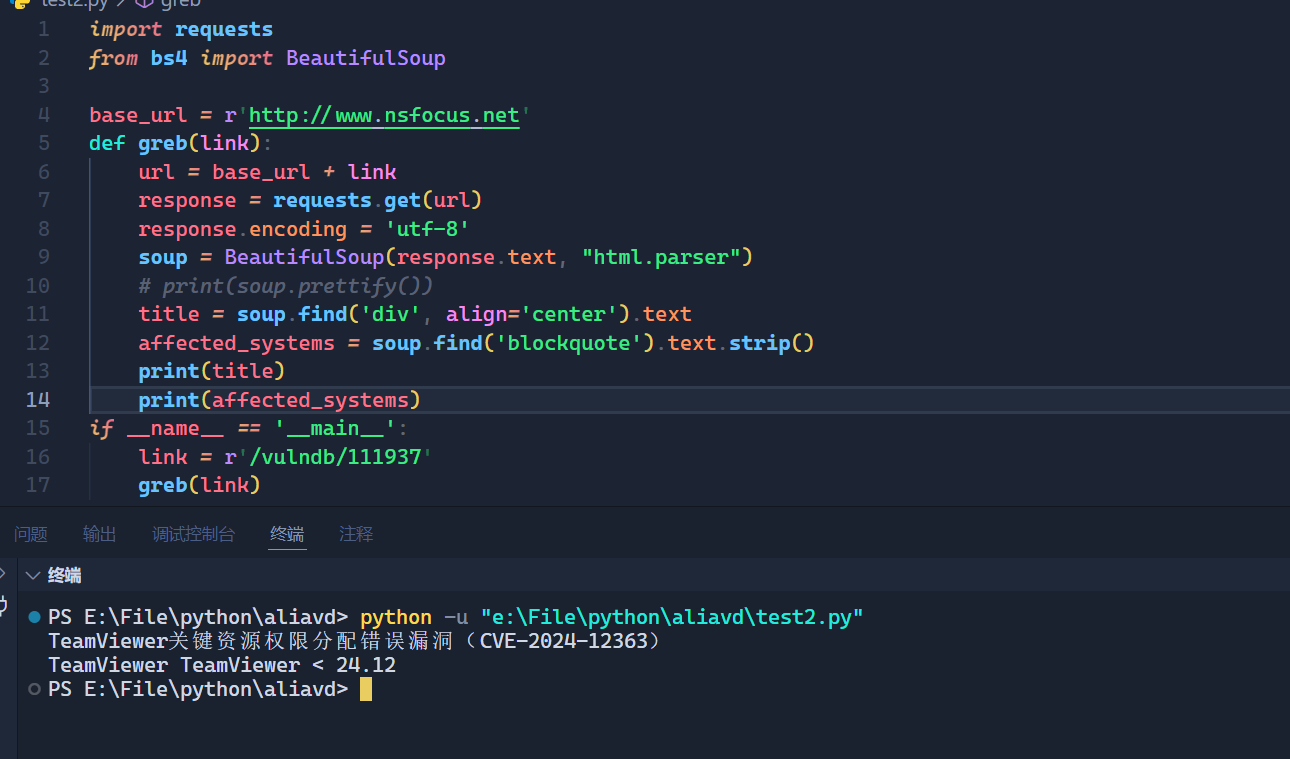 test2.py > greb
1 import requests
2 from bs4 import BeautifulSoup
3
4 base_url = r'http://www.nsfocus.net'
5 def greb(link):
6     url = base_url + link
7     response = requests.get(url)
8     response.encoding = 'utf-8'
9     soup = BeautifulSoup(response.text, "html.parser")
10     # print(soup.prettify())
11     title = soup.find('div', align='center').text
12     affected_systems = soup.find('blockquote').text.strip()
13     print(title)
14     print(affected_systems)
15 if __name__ == '__main__':
16     link = r'/vulndb/111937'
17     greb(link)
问题 输出 调试控制台 终端 注释
终端
PS E:\File\python\aliavd> python -u "e:\File\python\aliavd\test2.py"
TeamViewer关键资源权限分配错误漏洞（CVE-2024-12363）
TeamViewer TeamViewer < 24.12
PS E:\File\python\aliavd>